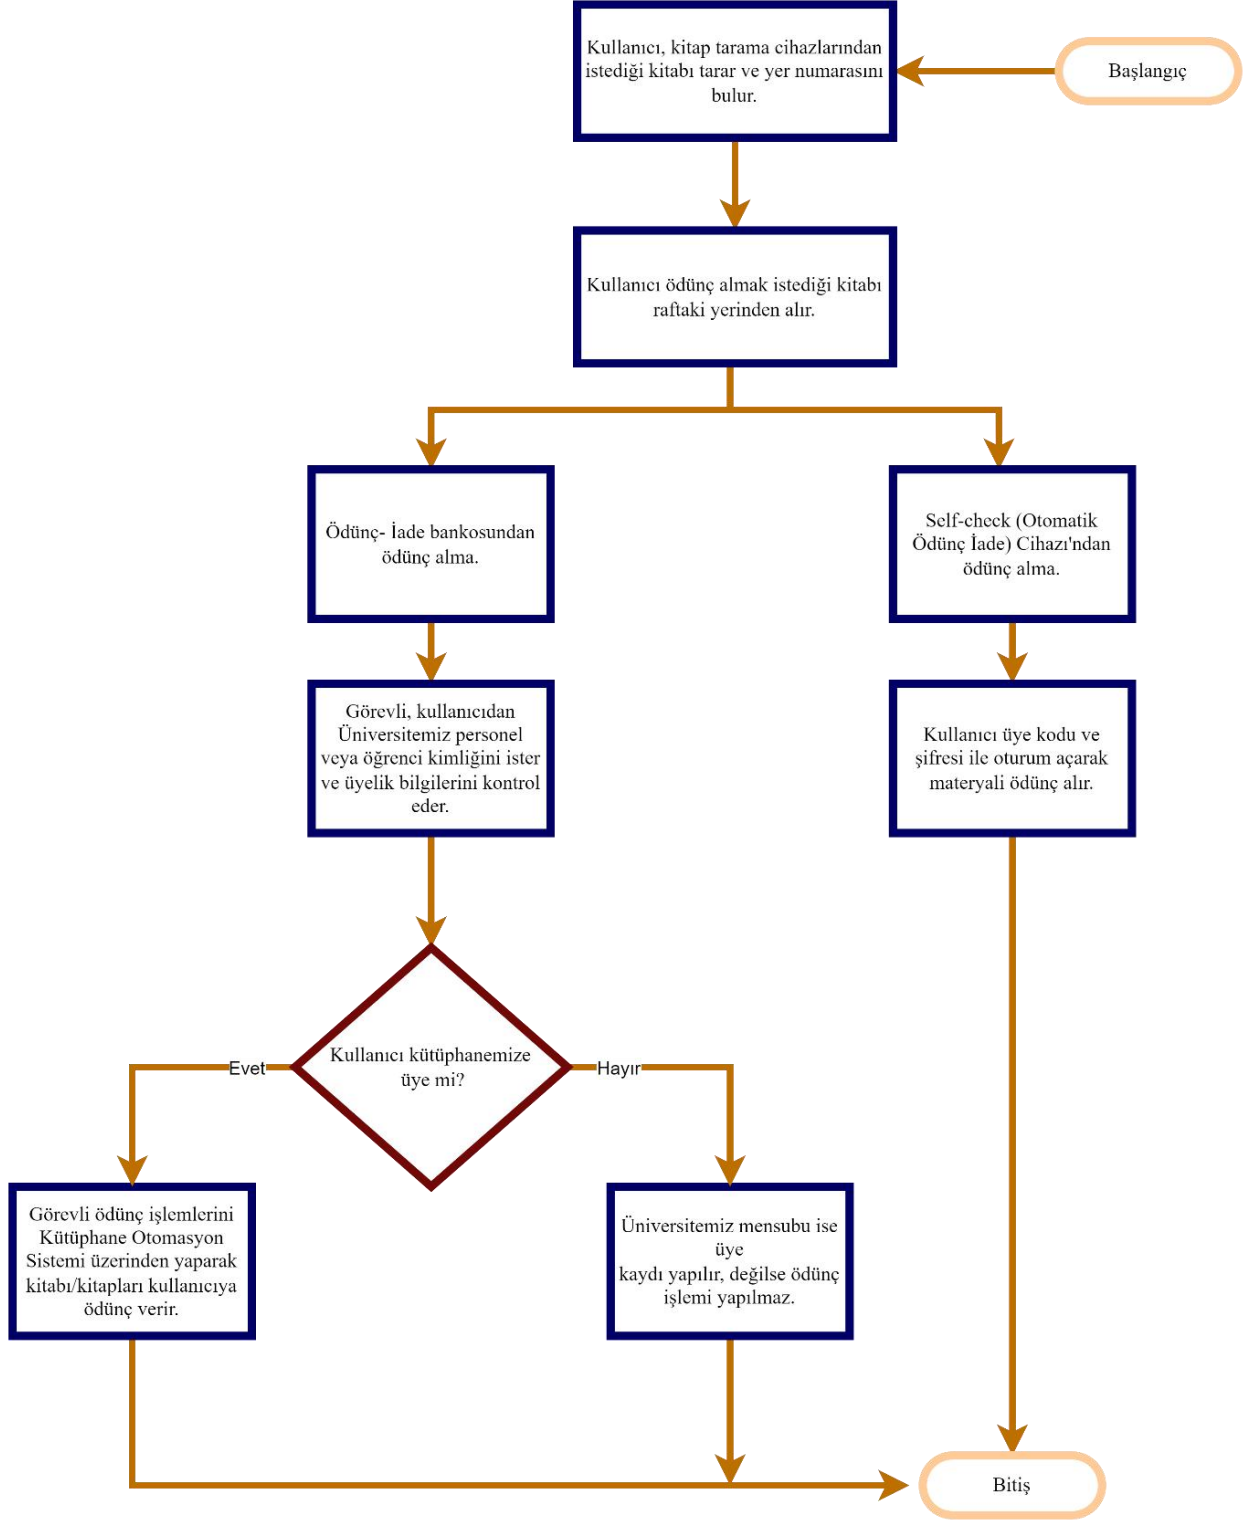 Kullanıcı, kitap tarama cihazlarından
istediği kitabı tarar ve yer numarasını
bulur.
Başlangıç
Kullanıcı ödünç almak istediği kitabı
raftaki yerinden alır.
Ödünç- İade bankosundan
ödünç alma.
Self-check (Otomatik
Ödünç İade) Cihazı'ndan
ödünç alma.
Görevli, kullanıcıdan
Üniversitemiz personel
veya öğrenci kimliğini ister
ve üyelik bilgilerini kontrol
eder.
Kullanıcı üye kodu ve
şifresi ile oturum açarak
materyali ödünç alır.
Kullanıcı kütüphanemize
üye mi?
Evet
Hayır
Görevli ödünç işlemlerini
Kütüphane Otomasyon
Sistemi üzerinden yaparak
kitabı/kitapları kullanıcıya
ödünç verir.
Üniversitemiz mensubu ise
üye
kaydı yapılır, değilse ödünç
işlemi yapılmaz.
Bitiş